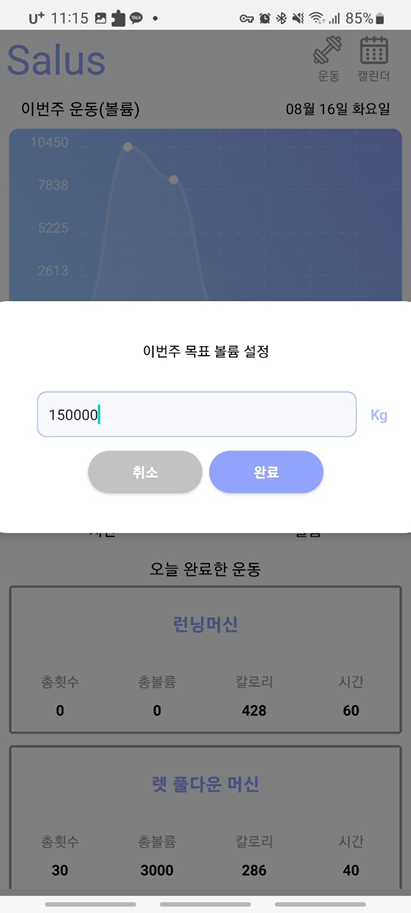 U+ 11:15 85%
Salus
운동 캘린더
이번주 운동(볼륨) 08월 16일 화요일
10450
7838
5225
2613
이번주 목표 볼륨 설정
150000 Kg
취소 완료
오늘 완료한 운동
런닝머신
총횟수 총볼륨 칼로리 시간
0 0 428 60
렛 풀다운 머신
총횟수 총볼륨 칼로리 시간
30 3000 286 40